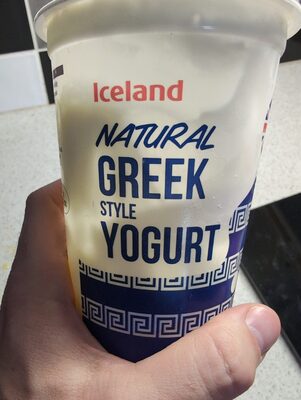 Iceland
NATURAL
GREEK
STYLE
YOGURT